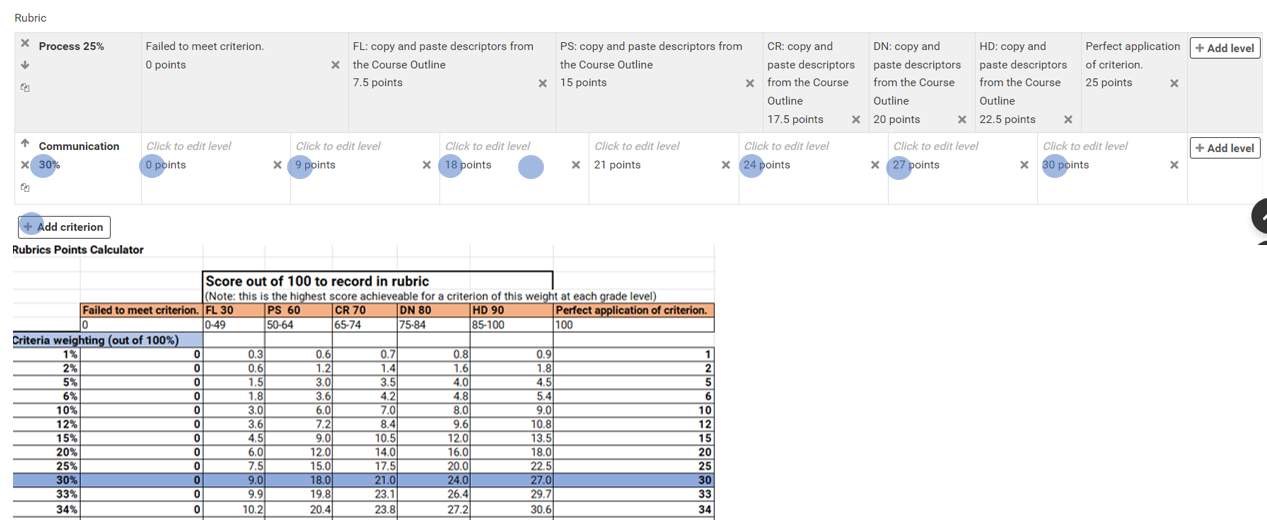 Rubric
Process 25%
Failed to meet criterion.
0 points
FL: copy and paste descriptors from
the Course Outline
7.5 points
PS: copy and paste descriptors from
the Course Outline
15 points
CR: copy and
paste descriptors
from the Course
Outline
17.5 points
DN: copy and
paste descriptors
from the Course
Outline
20 points
HD: copy and
paste descriptors
from the Course
Outline
22.5 points
Perfect application
of criterion.
25 points
+ Add level
Communication
30%
Click to edit level
0 points
Click to edit level
9 points
Click to edit level
18 points
Click to edit level
21 points
Click to edit level
24 points
Click to edit level
27 points
Click to edit level
30 points
+ Add level
+ Add criterion
Rubrics Points Calculator
Score out of 100 to record in rubric
(Note: this is the highest score achieveable for a criterion of this weight at each grade level)
Failed to meet criterion. FL 30 PS 60 CR 70 DN 80 HD 90 Perfect application of criterion.
0 0-49 50-64 65-74 75-84 85-100 100
Criteria weighting (out of 100%)
1% 0 0.3 0.6 0.7 0.8 0.9 1
2% 0 0.6 1.2 1.4 1.6 1.8 2
5% 0 1.5 3.0 3.5 4.0 4.5 5
6% 0 1.8 3.6 4.2 4.8 5.4 6
10% 0 3.0 6.0 7.0 8.0 9.0 10
12% 0 3.6 7.2 8.4 9.6 10.8 12
15% 0 4.5 9.0 10.5 12.0 13.5 15
20% 0 6.0 12.0 14.0 16.0 18.0 20
25% 0 7.5 15.0 17.5 20.0 22.5 25
30% 0 9.0 18.0 21.0 24.0 27.0 30
33% 0 9.9 19.8 23.1 26.4 29.7 33
34% 0 10.2 20.4 23.8 27.2 30.6 34